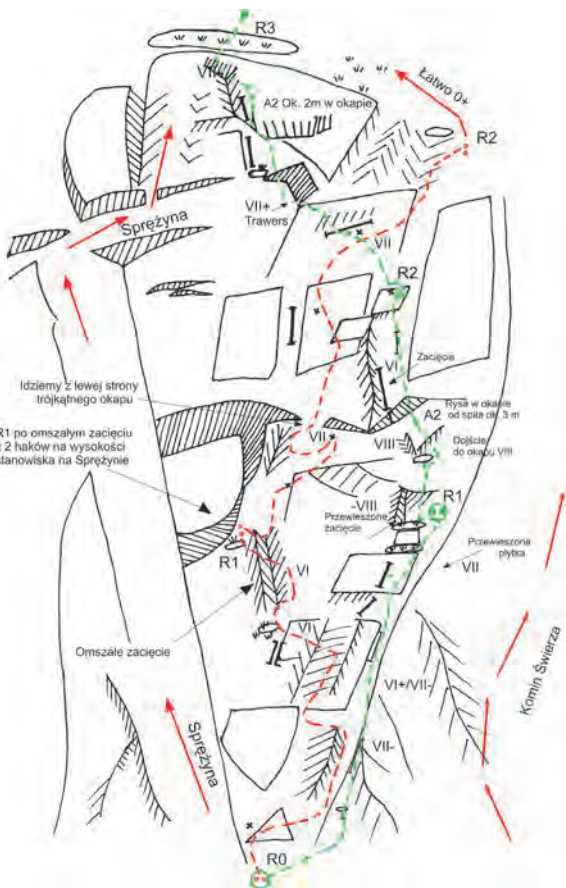 R3
VII-
A2 Ok. 2m w okapie
Łatwo 0+
R2
Sprężyna
VII+
Trawers
VII
R2
VI
Zacięcie
Idziemy z lewej strony
trójkątnego okapu
Rysa w okapie
od spita ok. 3 m
A2
VII
VIII
Dojście
do okapu VIII
R1 po omszałym zacięciu
z 2 haków na wysokości
stanowiska na Sprężynie
-VIII
R1
Przewieszone
zacięcie
Przewieszona
płytka
VII
R1
VI
VI
Omszałe zacięcie
VI+/VII-
Komin Świerza
Sprężyna
VII-
R0